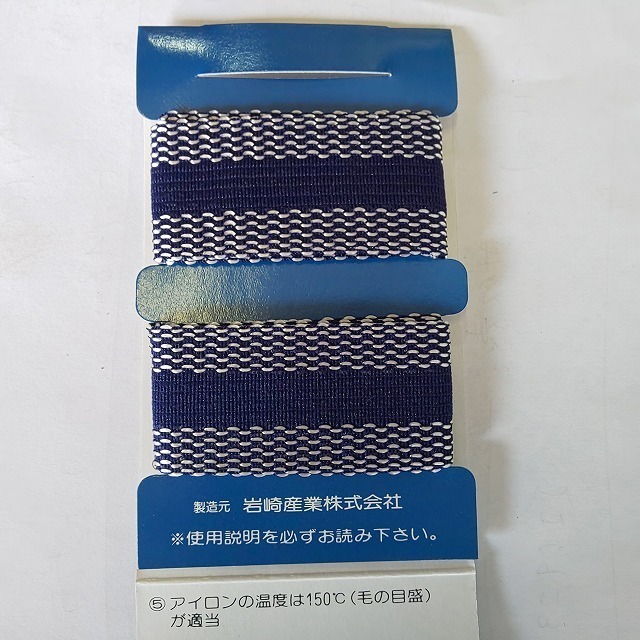 製造元 岩崎産業株式会社
※使用説明を必ずお読み下さい。
⑤アイロンの温度は150℃(毛の目盛)
が適当